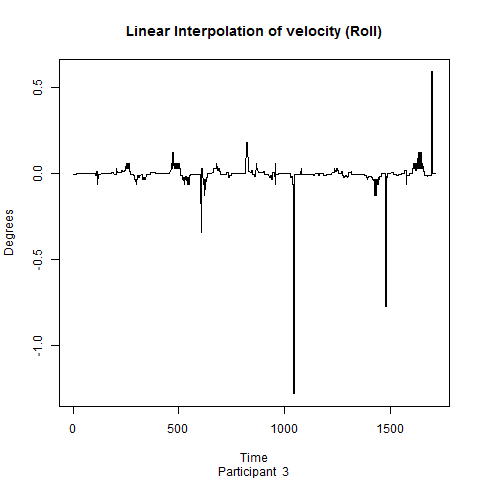 Linear Interpolation of velocity (Roll)
0.5
0.0
-0.5
-1.0
Degrees
0
500
1000
1500
Time
Participant 3